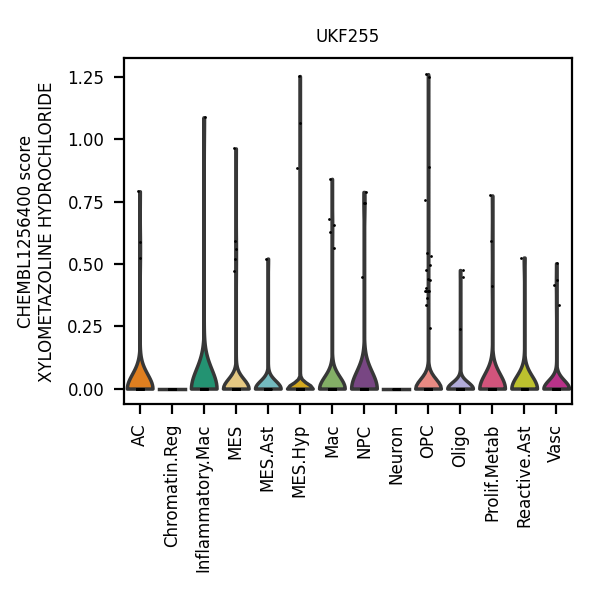 UKF255
CHEMBL1256400 score
XYLOMETAZOLINE HYDROCHLORIDE
1.25
1.00
0.75
0.50
0.25
0.00
AC
Chromatin.Reg
Inflammatory.Mac
MES
MES.Ast
MES.Hyp
Mac
NPC
Neuron
OPC
Oligo
Prolif.Metab
Reactive.Ast
Vasc